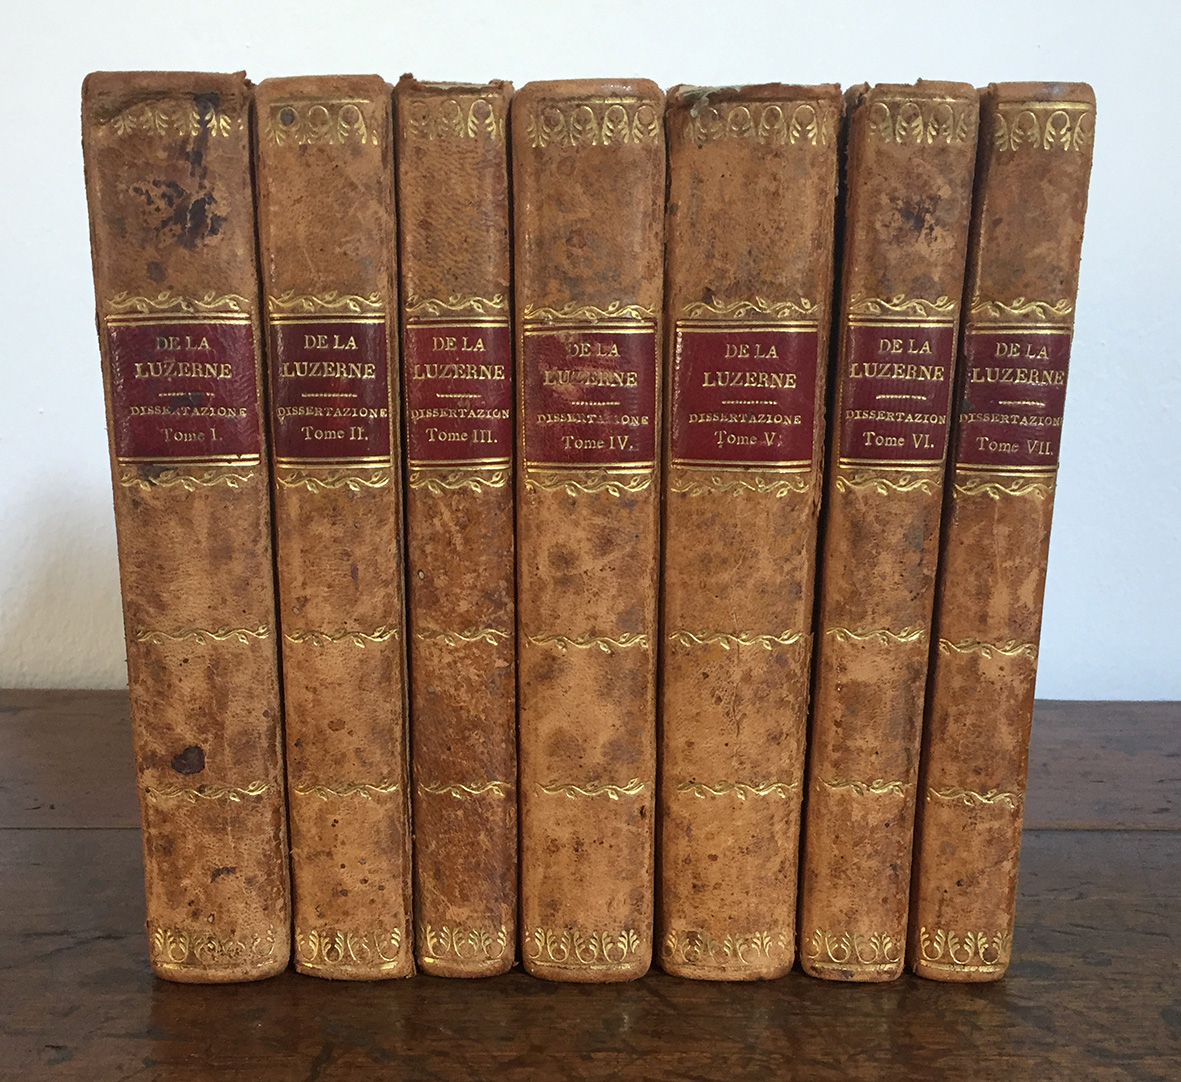 DE LA
LUZERNE
DISSERTAZIONE
Tome I.
DE LA
LUZERNE
DISSERTAZIONE
Tome II.
DE LA
LUZERNE
DISSERTAZION
Tome III.
DE LA
LUZERNE
DISSERTAZIONE
Tome IV.
DE LA
LUZERNE
DISSERTAZIONE
Tome V.
DE LA
LUZERNE
DISSERTAZION
Tome VI.
DE LA
LUZERNE
DISSERTAZION
Tome VII.